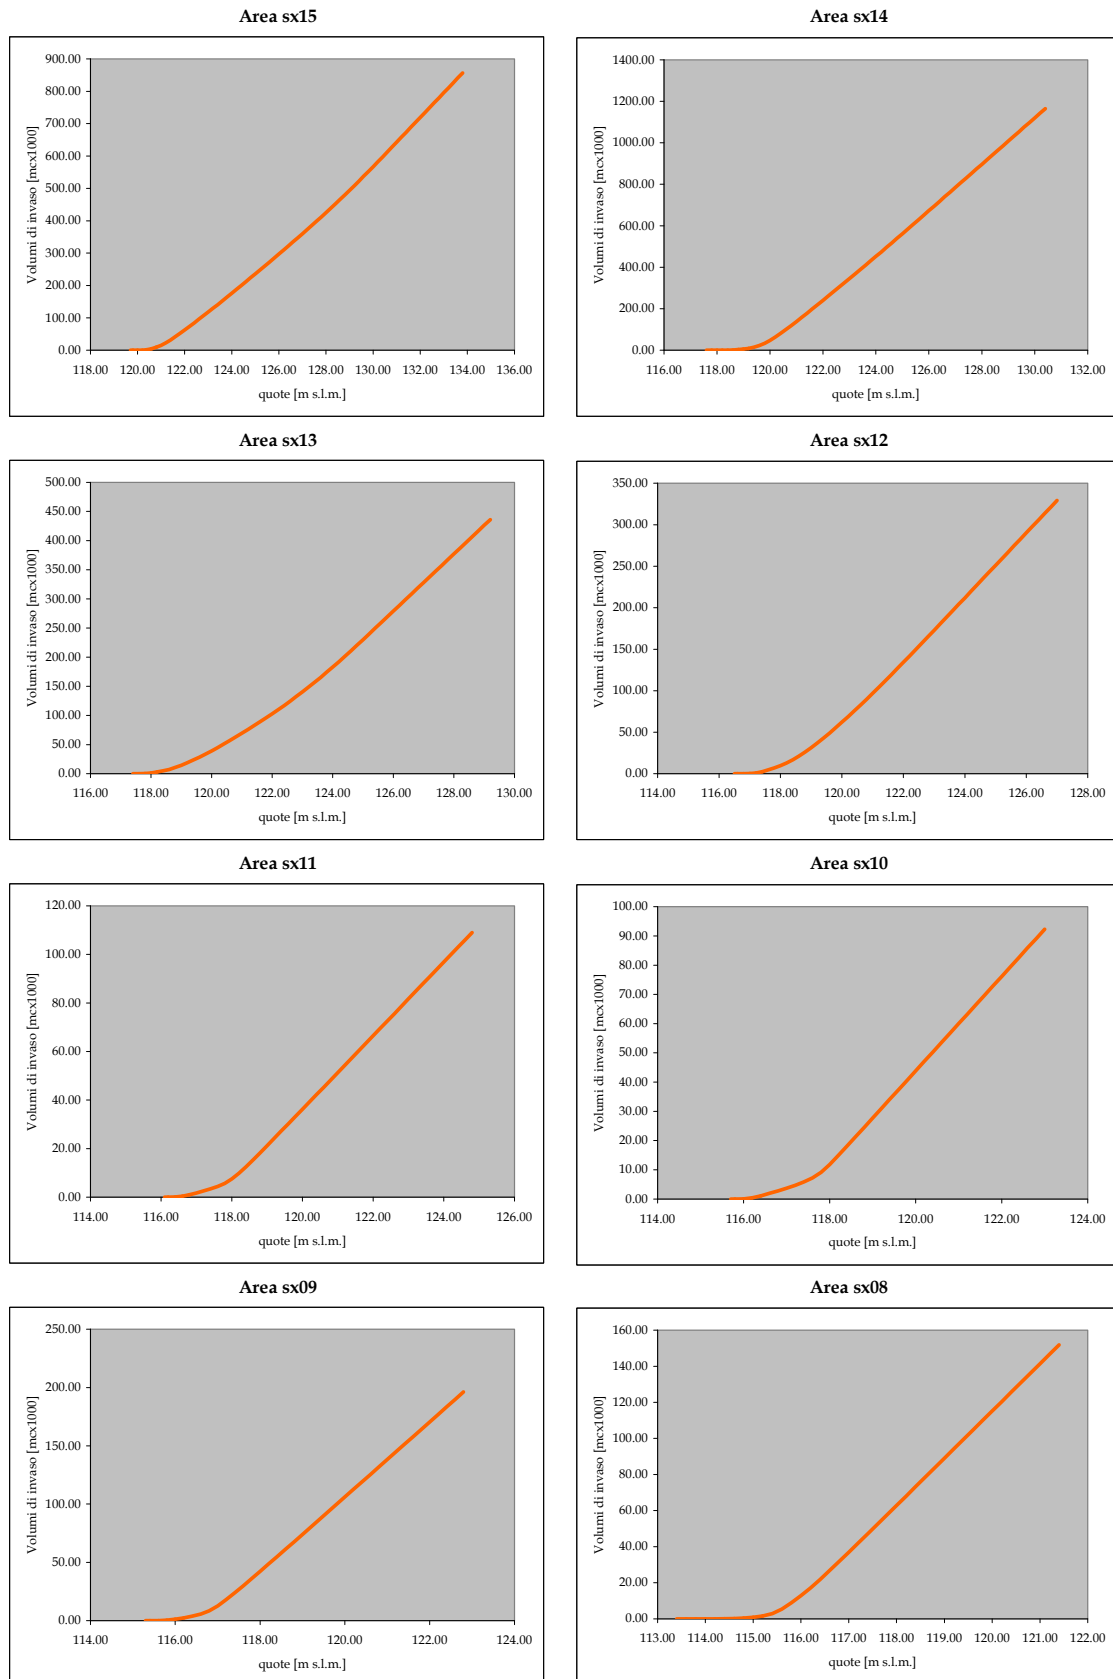 Area sx15
900.00
800.00
700.00
600.00
500.00
400.00
300.00
200.00
100.00
0.00
118.00 120.00 122.00 124.00 126.00 128.00 130.00 132.00 134.00 136.00
quote [m s.l.m.]
Volumi di invaso [mcx1000]
Area sx14
1400.00
1200.00
1000.00
800.00
600.00
400.00
200.00
0.00
116.00 118.00 120.00 122.00 124.00 126.00 128.00 130.00 132.00
quote [m s.l.m.]
Volumi di invaso [mcx1000]
Area sx13
500.00
450.00
400.00
350.00
300.00
250.00
200.00
150.00
100.00
50.00
0.00
116.00 118.00 120.00 122.00 124.00 126.00 128.00 130.00
quote [m s.l.m.]
Volumi di invaso [mcx1000]
Area sx12
350.00
300.00
250.00
200.00
150.00
100.00
50.00
0.00
114.00 116.00 118.00 120.00 122.00 124.00 126.00 128.00
quote [m s.l.m.]
Volumi di invaso [mcx1000]
Area sx11
120.00
100.00
80.00
60.00
40.00
20.00
0.00
114.00 116.00 118.00 120.00 122.00 124.00 126.00
quote [m s.l.m.]
Volumi di invaso [mcx1000]
Area sx10
100.00
90.00
80.00
70.00
60.00
50.00
40.00
30.00
20.00
10.00
0.00
114.00 116.00 118.00 120.00 122.00 124.00
quote [m s.l.m.]
Volumi di invaso [mcx1000]
Area sx09
250.00
200.00
150.00
100.00
50.00
0.00
114.00 116.00 118.00 120.00 122.00 124.00
quote [m s.l.m.]
Volumi di invaso [mcx1000]
Area sx08
160.00
140.00
120.00
100.00
80.00
60.00
40.00
20.00
0.00
113.00 114.00 115.00 116.00 117.00 118.00 119.00 120.00 121.00 122.00
quote [m s.l.m.]
Volumi di invaso [mcx1000]